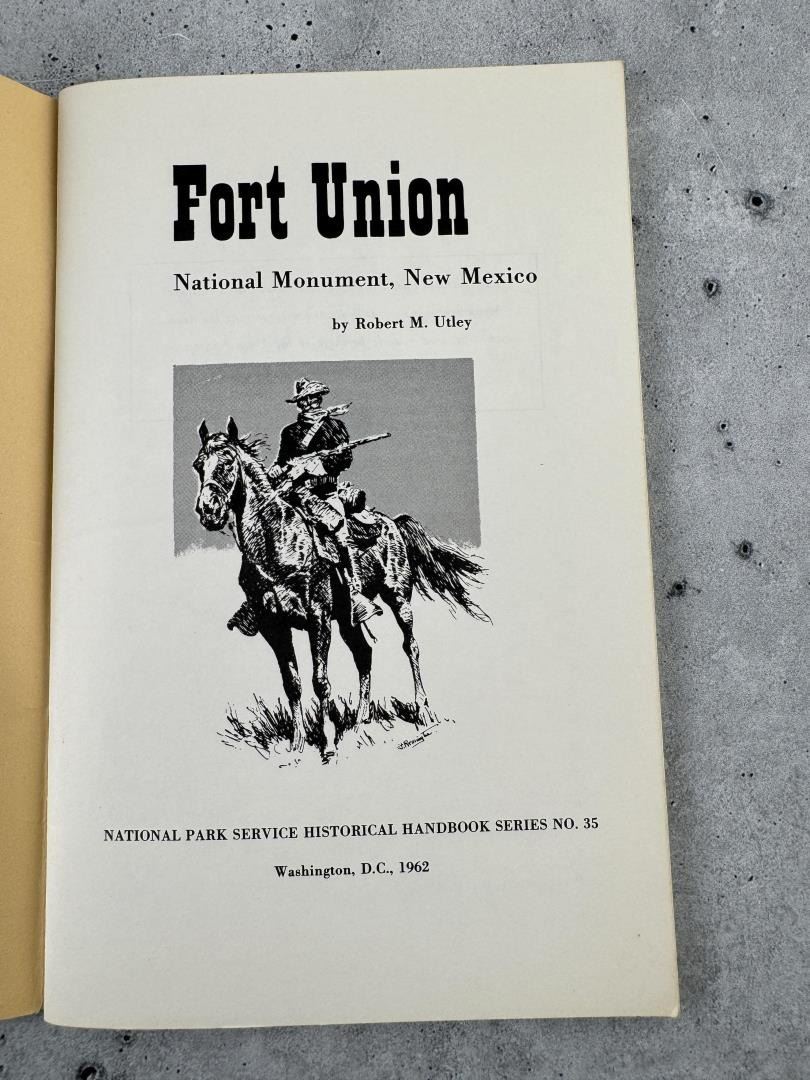 Fort Union
National Monument, New Mexico
by Robert M. Utley
NATIONAL PARK SERVICE HISTORICAL HANDBOOK SERIES NO. 35
Washington, D.C., 1962